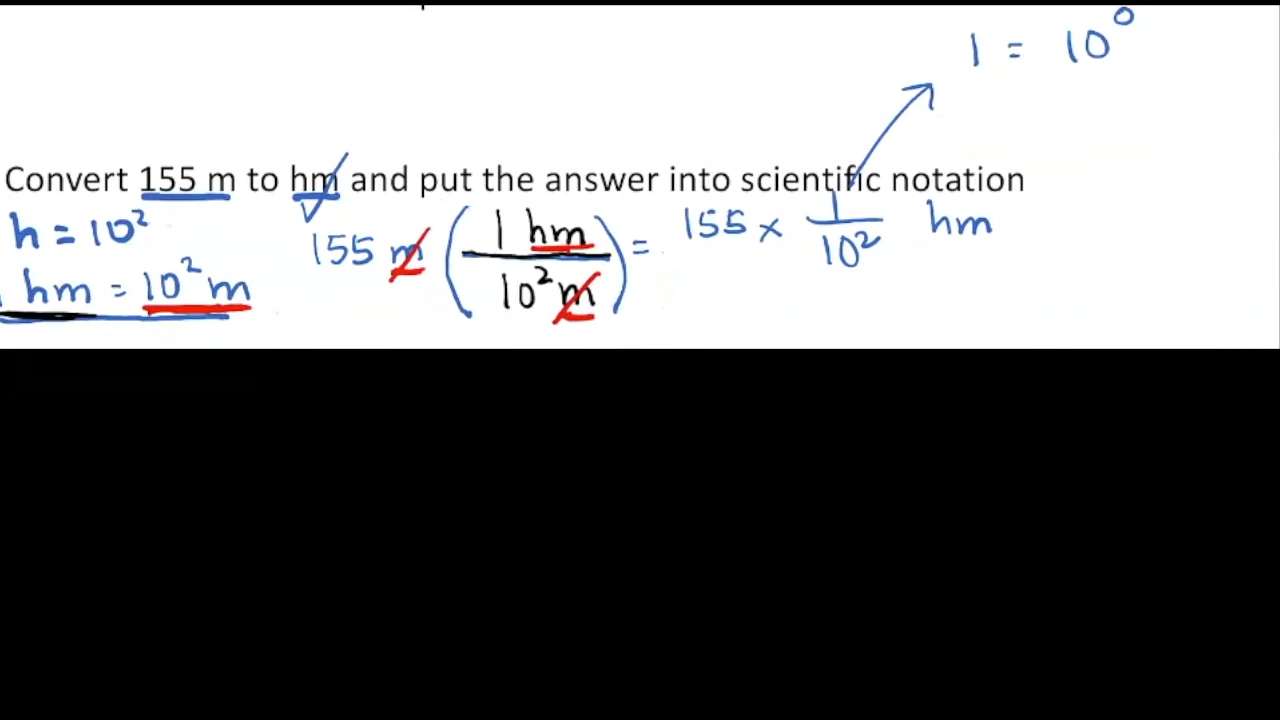 1 = 10⁰
Convert 155 m to hm and put the answer into scientific notation
h = 10²
hm = 10² m
155 m ( 1 hm / 10² m ) = 155 × 1 / 10² hm